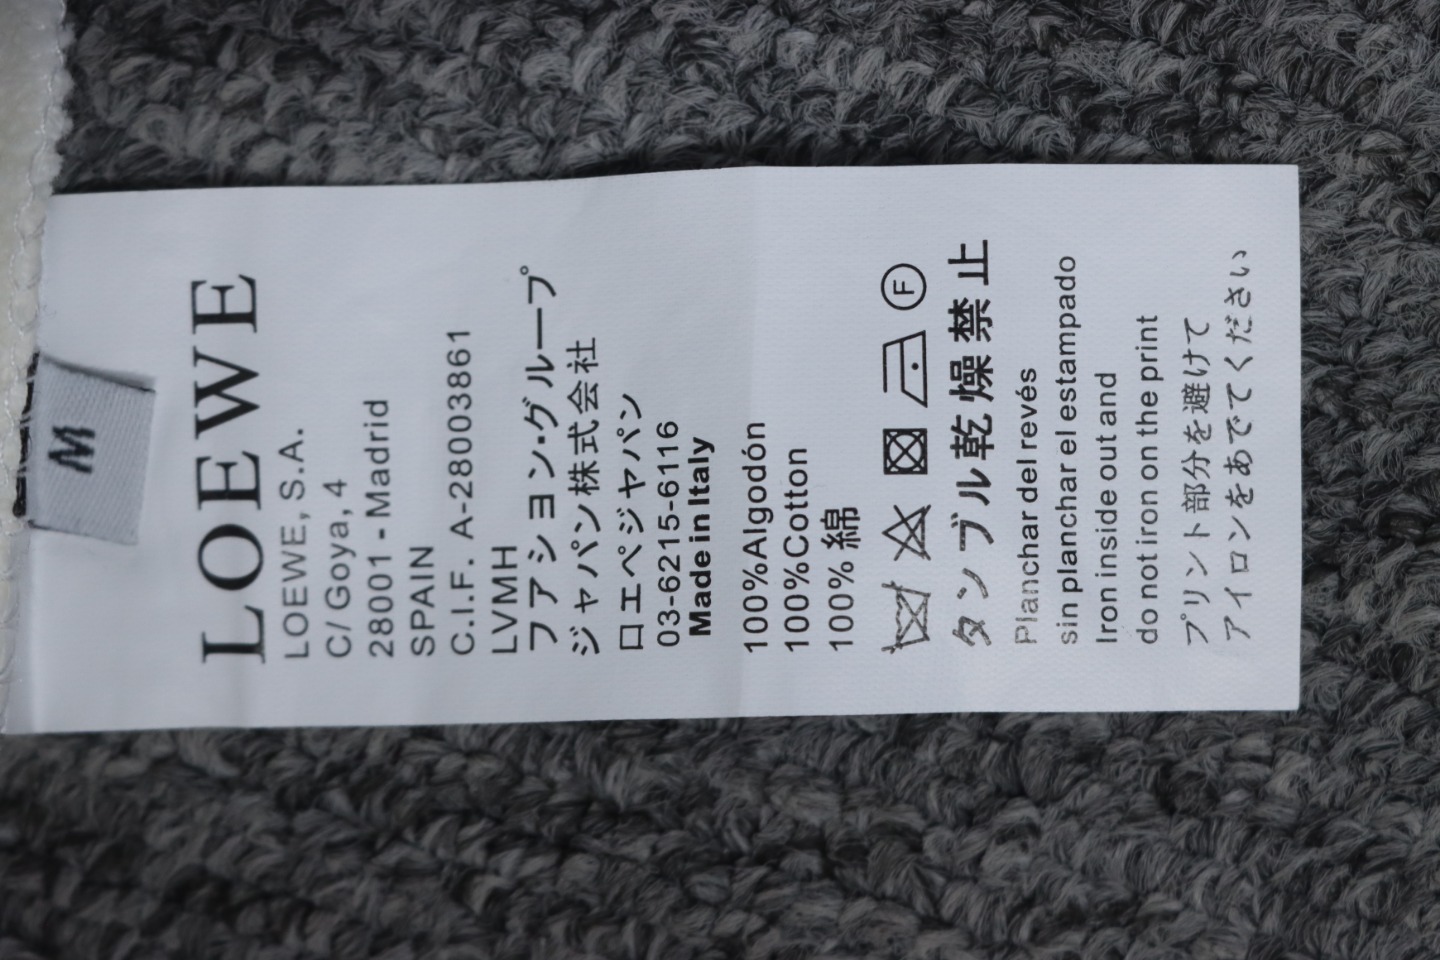 M
LOEWE
LOEWE, S.A.
C/ Goya, 4
28001 - Madrid
SPAIN
C.I.F. A-28003861
LVMH
ファション・グループ
ジャパン株式会社
ロエベジャパン
03-6215-6116
Made in Italy
100%Algodón
100%Cotton
100% 綿
F
タンブル乾燥禁止
Planchar del revés
sin planchar el estampado
Iron inside out and
do not iron on the print
プリント部分を避けて
アイロンをあでてください